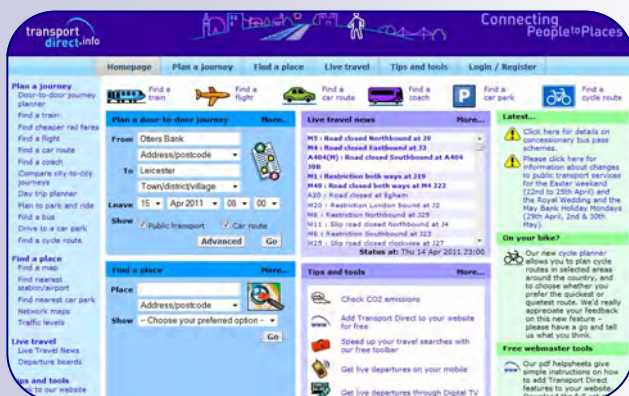 transport
direct.info
Connecting
People to Places
Homepage
Plan a journey
Find a place
Live travel
Tips and tools
Login / Register
Find a
train
Find a
flight
Find a
car route
Find a
coach
Find a
car park
Find a
cycle route
Plan a journey
Door-to-door journey
planner
Find a train
Find cheaper rail fares
Find a flight
Find a car route
Find a coach
Compare city-to-city
journeys
Day trip planner
Plan to park and ride
Find a bus
Drive to a car park
Find a cycle route
Find a place
Find a map
Find nearest
station/airport
Find nearest car park
Network maps
Traffic levels
Live travel
Live Travel News
Departure boards
Tips and tools
to our website
Plan a door-to-door journey
More...
From Otters Bank
Address/postcode
To Leicester
Town/district/village
Leave 15 Apr 2011 08 00
Show Public transport Car route
Advanced Go
Find a place
More...
Place
Address/postcode
Show -- Choose your preferred option --
Go
Live travel news
More...
M5 : Road closed Northbound at J9
M4 : Road closed Eastbound at J3
A404(M) : Road closed Southbound at A404
J9B
M1 : Restriction both ways at J19
M49 : Road closed both ways at M4 J22
A30 : Road closed at Egham
M20 : Restriction London bound at J2
M6 : Restriction Northbound at J29
M11 : Slip road closed Northbound at J4
M6 : Restriction Southbound at J23
M25 : Slip road closed clockwise at J27
Status at: Thu 14 Apr 2011 23:00
Tips and tools
More...
Check CO2 emissions
Add Transport Direct to your website
for free
Speed up your travel searches with
our free toolbar
Get live departures on your mobile
Get live departures through Digital TV
Latest...
Click here for details on
concessionary bus pass
schemes.
Please click here for
information about changes
to public transport services
for the Easter weekend
(22nd to 25th April) and
the Royal Wedding and the
May Bank Holiday Mondays
(29th April, 2nd & 30th
May).
On your bike?
Our new cycle planner
allows you to plan cycle
routes in selected areas
around the country, and
to choose whether you
prefer the quickest or
quietest route. We'd really
appreciate your feedback
on this new feature –
please have a go and tell
us what you think.
Free webmaster tools
Our pdf helpsheets give
simple instructions on how
to add Transport Direct
features to your website.